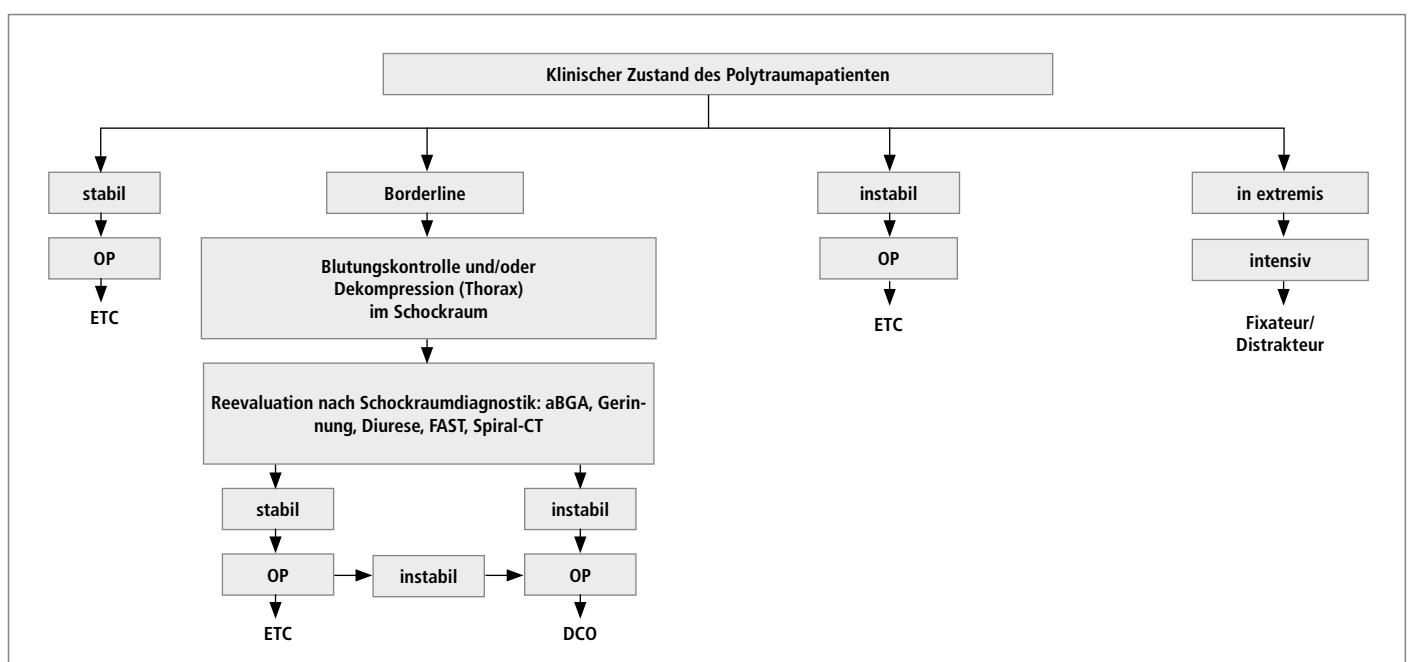 Klinischer Zustand des Polytraumapatienten
stabil
Borderline
instabil
in extremis
OP
Blutungskontrolle und/oder
Dekompression (Thorax)
im Schockraum
OP
intensiv
ETC
ETC
Fixateur/
Distrakteur
Reevaluation nach Schockraumdiagnostik: aBGA, Gerin-
nung, Diurese, FAST, Spiral-CT
stabil
instabil
OP
instabil
OP
ETC
DCO